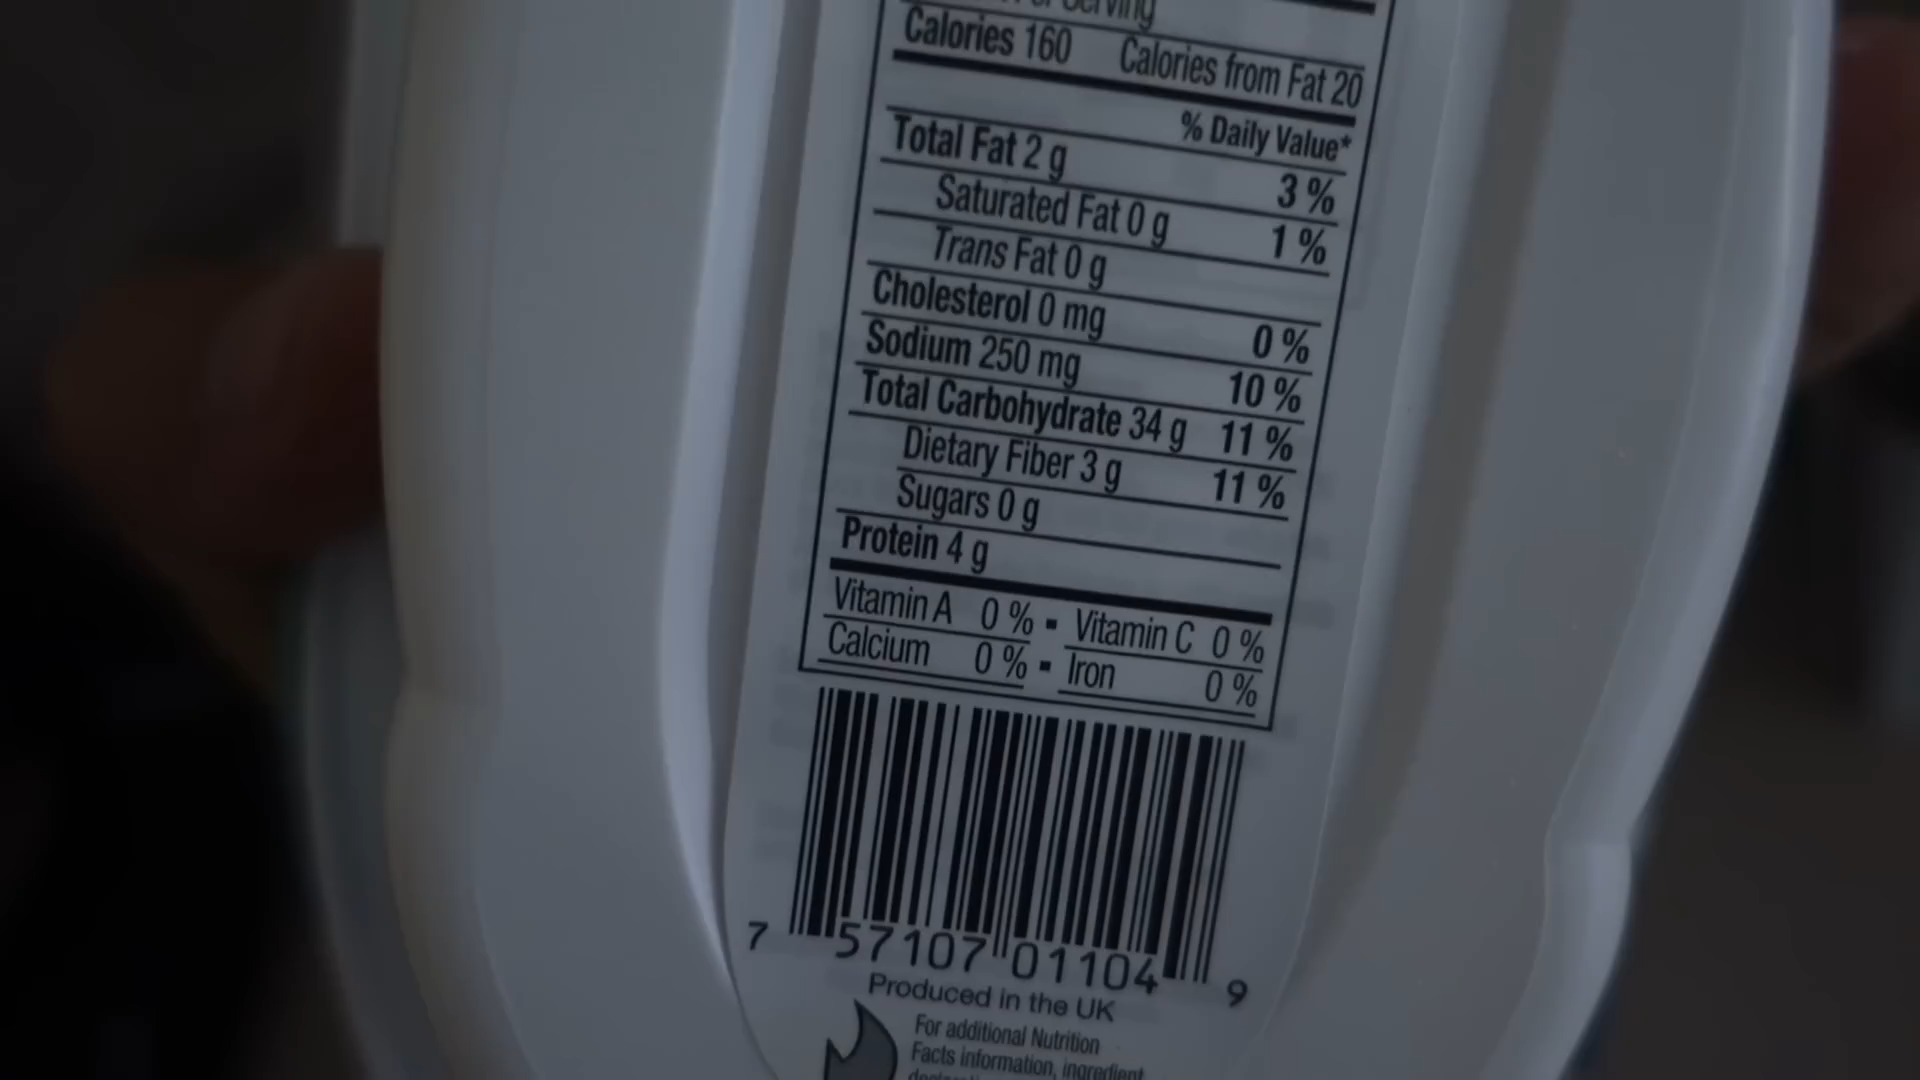 Serving
Calories 160 Calories from Fat 20
% Daily Value*
Total Fat 2 g 3 %
Saturated Fat 0 g 1 %
Trans Fat 0 g
Cholesterol 0 mg 0 %
Sodium 250 mg 10 %
Total Carbohydrate 34 g 11 %
Dietary Fiber 3 g 11 %
Sugars 0 g
Protein 4 g
Vitamin A 0 % ▪ Vitamin C 0 %
Calcium 0 % ▪ Iron 0 %
7 57107 01104 9
Produced in the UK
For additional Nutrition
Facts information, ingredient